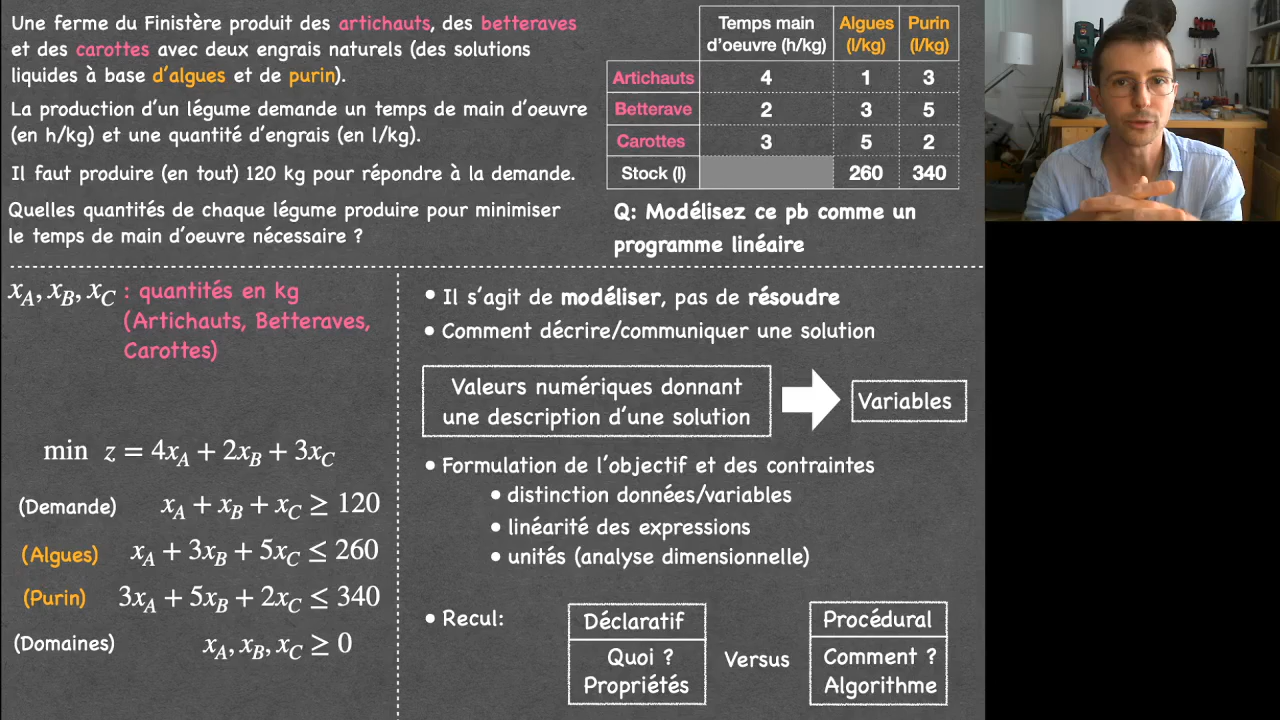 Une ferme du Finistère produit des artichauts, des betteraves
et des carottes avec deux engrais naturels (des solutions
liquides à base d'algues et de purin).
La production d'un légume demande un temps de main d'oeuvre
(en h/kg) et une quantité d'engrais (en l/kg).
Il faut produire (en tout) 120 kg pour répondre à la demande.
Quelles quantités de chaque légume produire pour minimiser
le temps de main d'oeuvre nécessaire ?
Temps main d'oeuvre (h/kg) Algues (l/kg) Purin (l/kg)
Artichauts 4 1 3
Betterave 2 3 5
Carottes 3 5 2
Stock (l) 260 340
Q: Modélisez ce pb comme un
programme linéaire
x_A, x_B, x_C : quantités en kg
(Artichauts, Betteraves,
Carottes)
min z = 4x_A + 2x_B + 3x_C
(Demande) x_A + x_B + x_C ≥ 120
(Algues) x_A + 3x_B + 5x_C ≤ 260
(Purin) 3x_A + 5x_B + 2x_C ≤ 340
(Domaines) x_A, x_B, x_C ≥ 0
• Il s'agit de modéliser, pas de résoudre
• Comment décrire/communiquer une solution
Valeurs numériques donnant
une description d'une solution
Variables
• Formulation de l'objectif et des contraintes
• distinction données/variables
• linéarité des expressions
• unités (analyse dimensionnelle)
• Recul:
Déclaratif
Quoi ?
Propriétés
Versus
Procédural
Comment ?
Algorithme